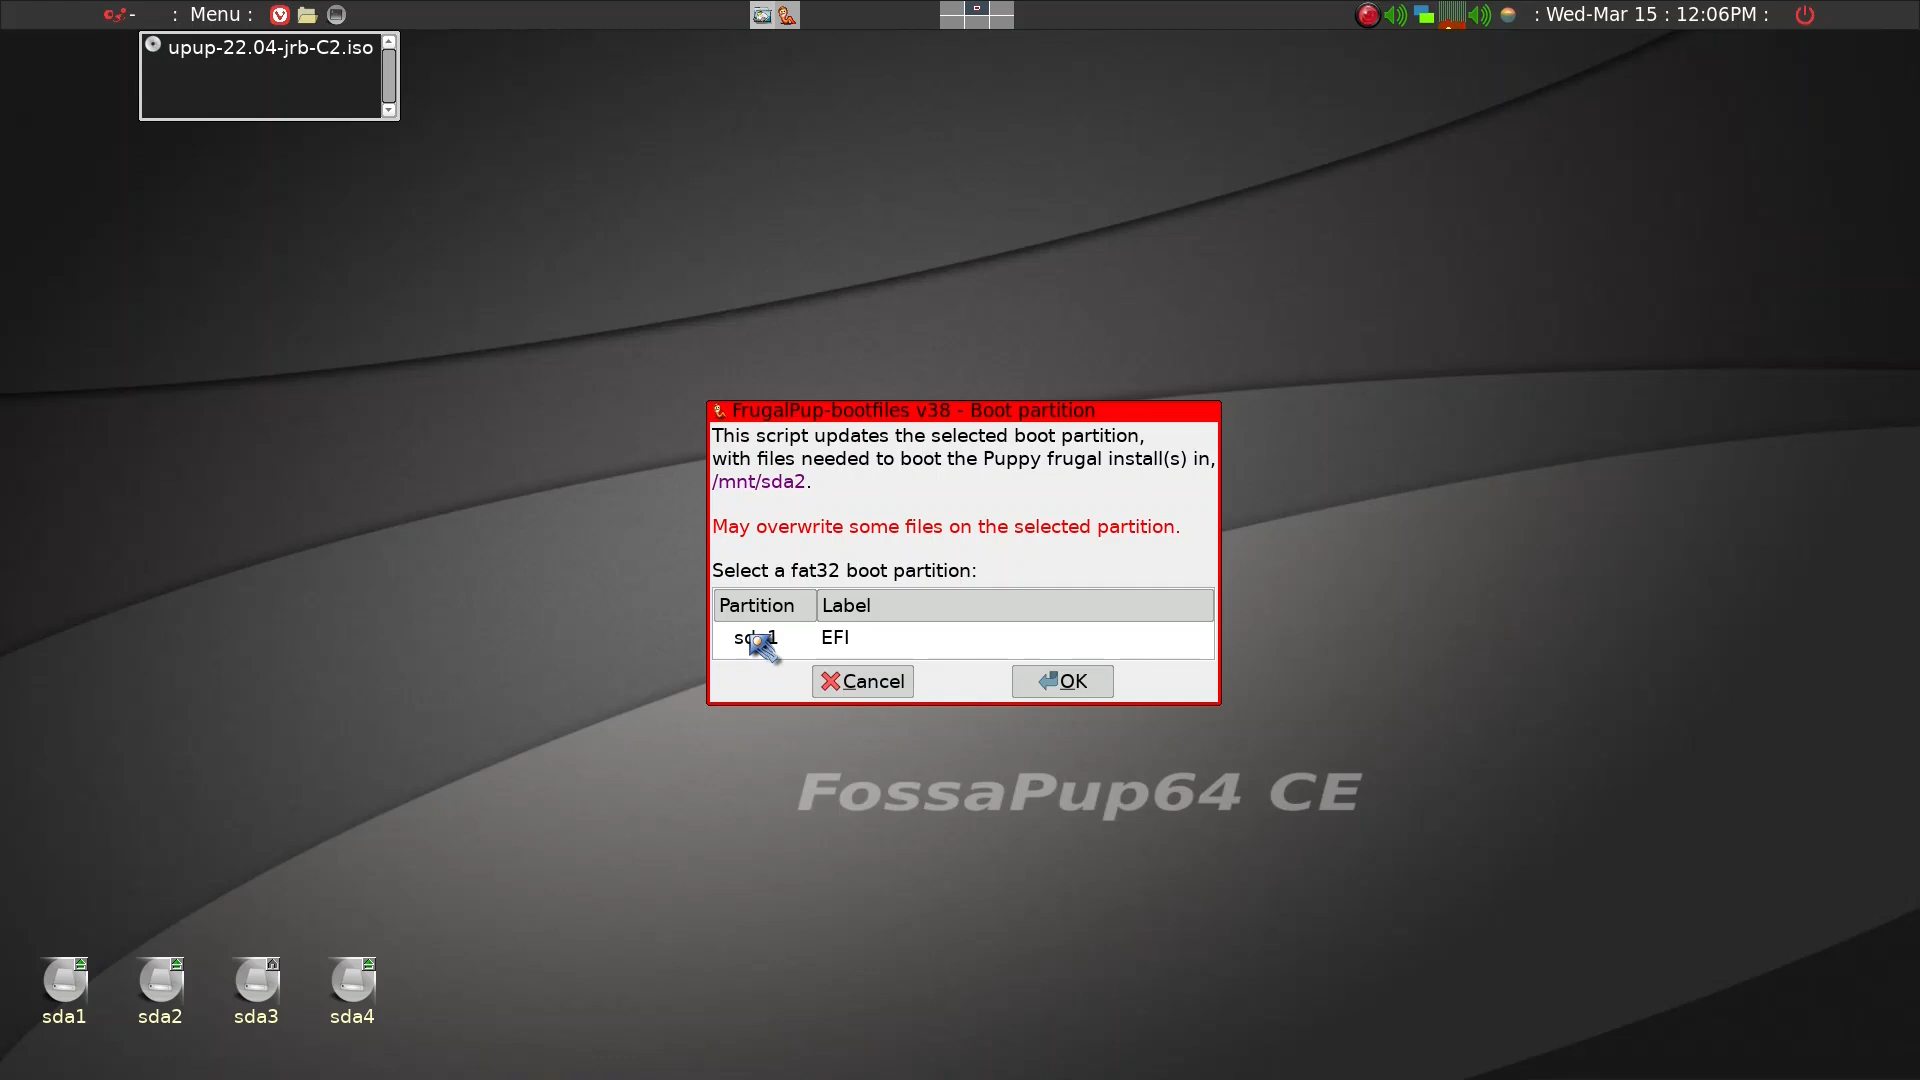 : Menu :
: Wed-Mar 15 : 12:06PM :
upup-22.04-jrb-C2.iso
FrugalPup-bootfiles v38 - Boot partition
This script updates the selected boot partition,
with files needed to boot the Puppy frugal install(s) in,
/mnt/sda2.
May overwrite some files on the selected partition.
Select a fat32 boot partition:
Partition Label
EFI
Cancel OK
FossaPup64 CE
sda1 sda2 sda3 sda4